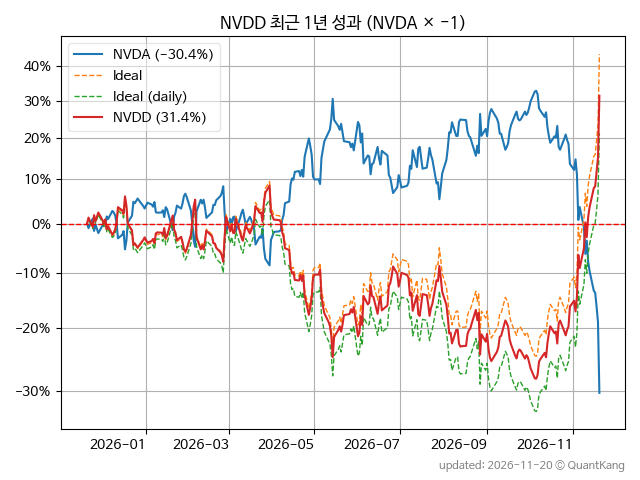 NVDD 최근 1년 성과 (NVDA × −1)
NVDA (−30.4%)
Ideal
Ideal (daily)
NVDD (31.4%)
40%
30%
20%
10%
0%
−10%
−20%
−30%
2026-01
2026-03
2026-05
2026-07
2026-09
2026-11
updated: 2026-11-20 @ QuantKang